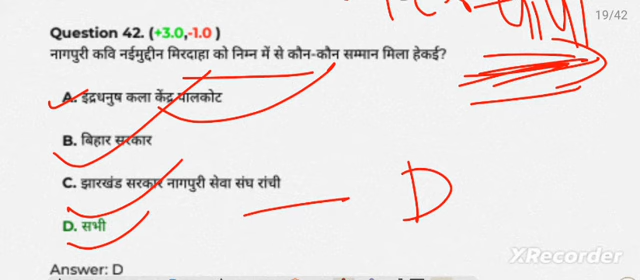 19/42
Question 42. (+3.0,-1.0 )
नागपुरी कवि नईमुद्दीन मिरदाहा को निम्न में से कौन-कौन सम्मान मिला हेकई?
A. इंद्रधनुष कला केंद्र पालकोट
B. बिहार सरकार
C. झारखंड सरकार नागपुरी सेवा संघ रांची
D
D. सभी
XRecorder
Answer: D